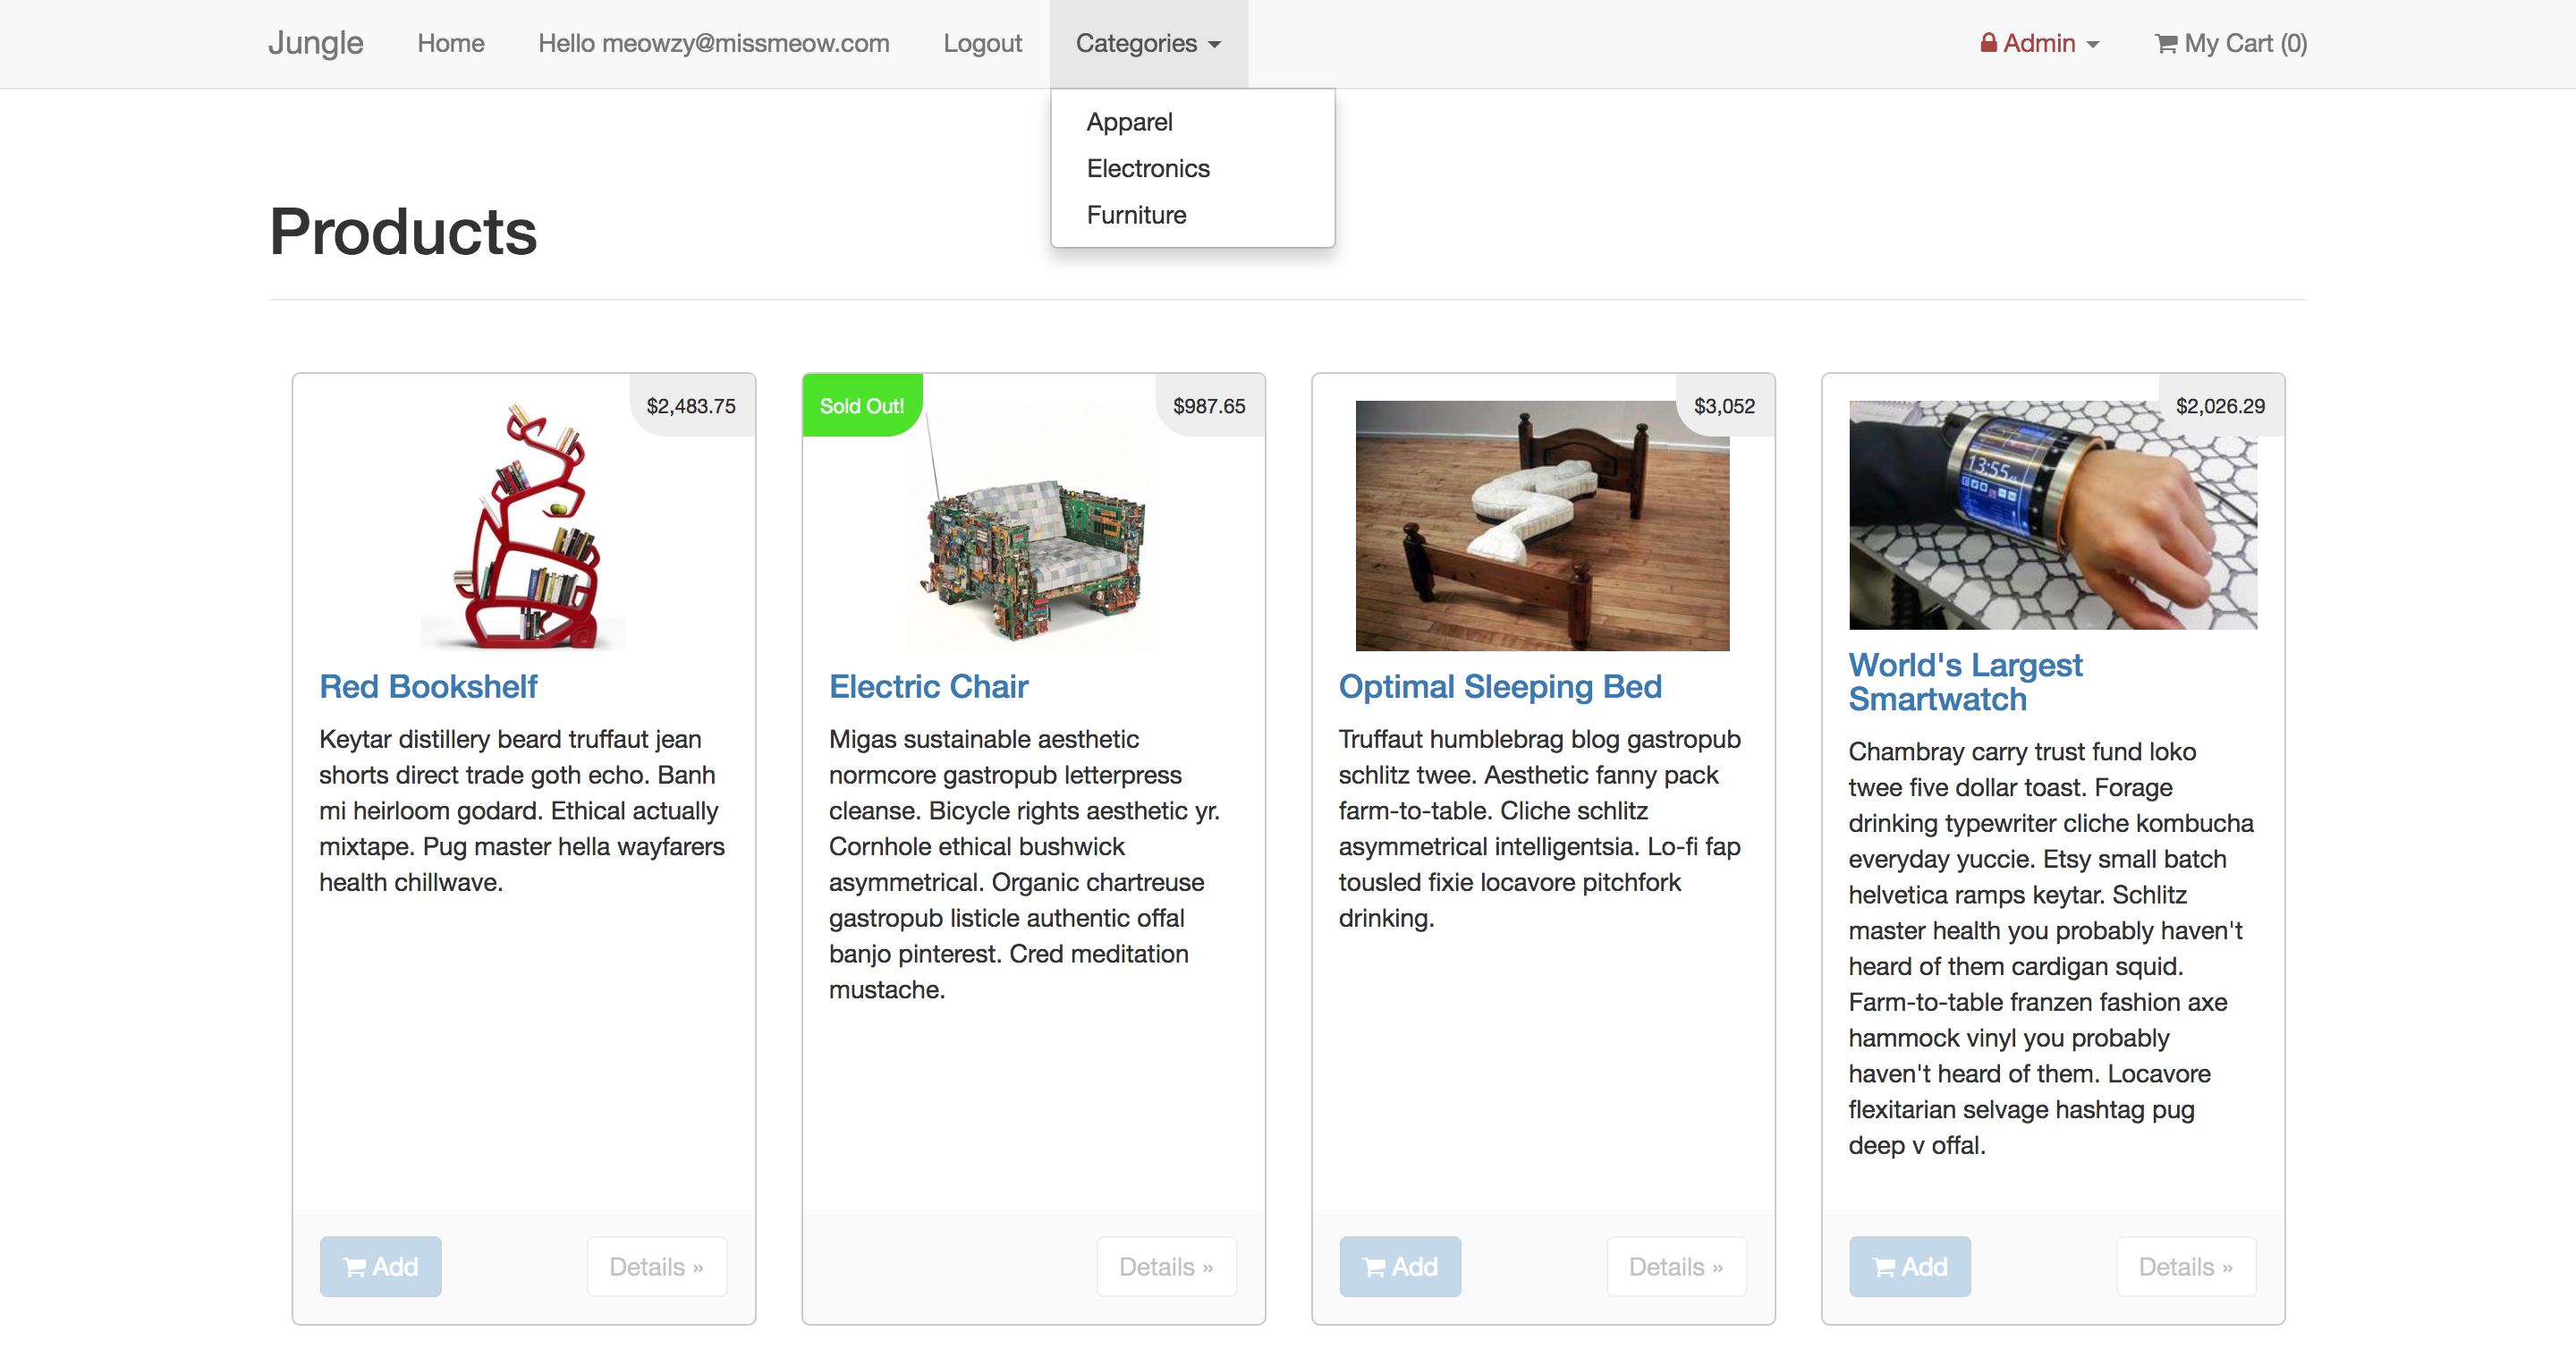 Jungle Home Hello meowzy@missmeow.com Logout Categories Admin My Cart (0)
Apparel
Electronics
Furniture
Products
$2,483.75
Red Bookshelf
Keytar distillery beard truffaut jean
shorts direct trade goth echo. Banh
mi heirloom godard. Ethical actually
mixtape. Pug master hella wayfarers
health chillwave.
Add Details »
Sold Out! $987.65
Electric Chair
Migas sustainable aesthetic
normcore gastropub letterpress
cleanse. Bicycle rights aesthetic yr.
Cornhole ethical bushwick
asymmetrical. Organic chartreuse
gastropub listicle authentic offal
banjo pinterest. Cred meditation
mustache.
Details »
$3,052
Optimal Sleeping Bed
Truffaut humblebrag blog gastropub
schlitz twee. Aesthetic fanny pack
farm-to-table. Cliche schlitz
asymmetrical intelligentsia. Lo-fi fap
tousled fixie locavore pitchfork
drinking.
Add Details »
$2,026.29
13:55
World's Largest
Smartwatch
Chambray carry trust fund loko
twee five dollar toast. Forage
drinking typewriter cliche kombucha
everyday yuccie. Etsy small batch
helvetica ramps keytar. Schlitz
master health you probably haven't
heard of them cardigan squid.
Farm-to-table franzen fashion axe
hammock vinyl you probably
haven't heard of them. Locavore
flexitarian selvage hashtag pug
deep v offal.
Add Details »